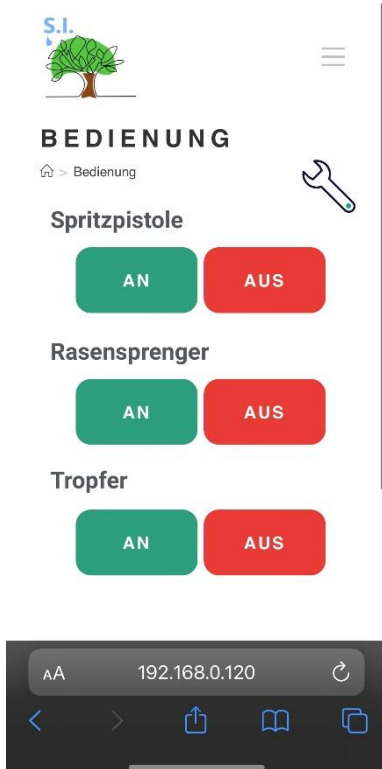 S.I.
BEDIENUNG
> Bedienung
Spritzpistole
AN AUS
Rasensprenger
AN AUS
Tropfer
AN AUS
AA 192.168.0.120